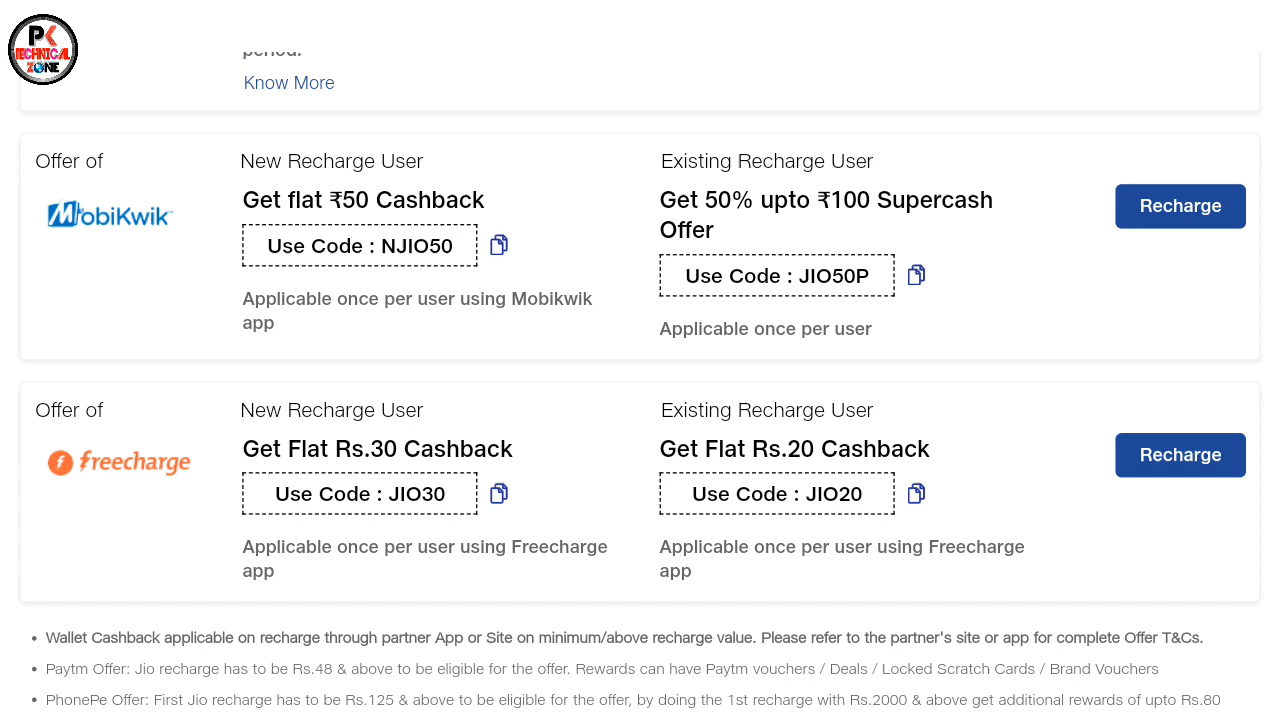 PK
TECHNICAL
ZONE
period.
Know More
Offer of
New Recharge User
Existing Recharge User
MobiKwik
Get flat ₹50 Cashback
Get 50% upto ₹100 Supercash
Offer
Recharge
Use Code : NJIO50
Use Code : JIO50P
Applicable once per user using Mobikwik
app
Applicable once per user
Offer of
New Recharge User
Existing Recharge User
freecharge
Get Flat Rs.30 Cashback
Get Flat Rs.20 Cashback
Recharge
Use Code : JIO30
Use Code : JIO20
Applicable once per user using Freecharge
app
Applicable once per user using Freecharge
app
• Wallet Cashback applicable on recharge through partner App or Site on minimum/above recharge value. Please refer to the partner's site or app for complete Offer T&Cs.
• Paytm Offer: Jio recharge has to be Rs.48 & above to be eligible for the offer. Rewards can have Paytm vouchers / Deals / Locked Scratch Cards / Brand Vouchers
• PhonePe Offer: First Jio recharge has to be Rs.125 & above to be eligible for the offer, by doing the 1st recharge with Rs.2000 & above get additional rewards of upto Rs.80